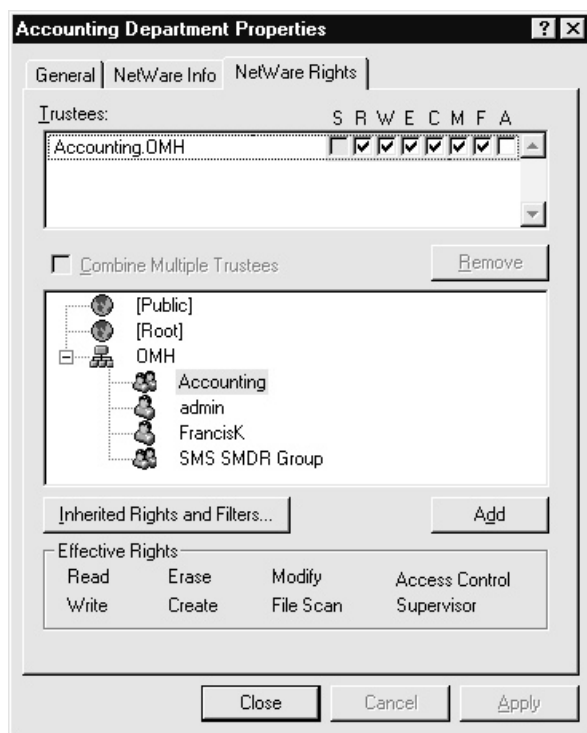 Accounting Department Properties
General NetWare Info NetWare Rights
Trustees: S R W E C M F A
Accounting.OMH
Combine Multiple Trustees Remove
[Public]
[Root]
OMH
Accounting
admin
FrancisK
SMS SMDR Group
Inherited Rights and Filters... Add
Effective Rights
Read Erase Modify Access Control
Write Create File Scan Supervisor
Close Cancel Apply